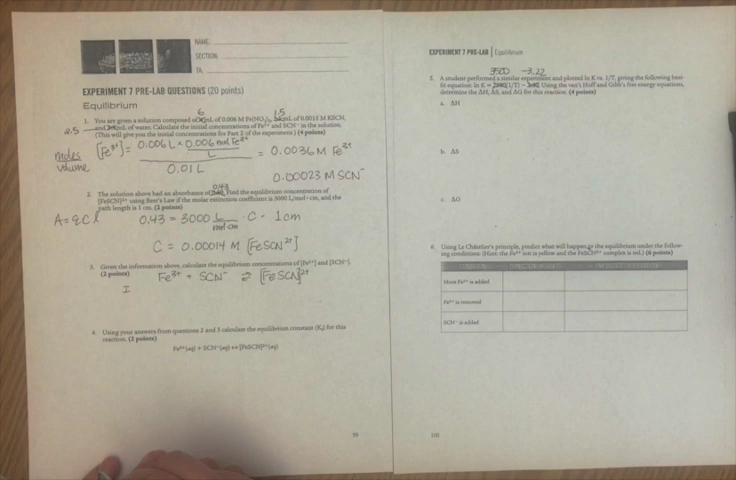 NAME:
SECTION:
TA:
EXPERIMENT 7 PRE-LAB QUESTIONS (20 points)
Equilibrium
6 1.5
1. You are given a solution composed of mL of 0.006 M Fe(NO₃)₃, mL of 0.0015 M KSCN,
2.5 mL of water. Calculate the initial concentrations of Fe³⁺ and SCN⁻ in the solution.
(This will give you the initial concentrations for Part 2 of the experiment.) (4 points)
moles
volume
[Fe³⁺] = 0.006 L × 0.006 mol Fe³⁺ / L
0.01 L
= 0.0036 M Fe³⁺
0.00023 M SCN⁻
0.43
2. The solution above had an absorbance of Find the equilibrium concentration of
[FeSCN]²⁺ using Beer's Law if the molar extinction coefficient is 3000 L/mol · cm, and the
path length is 1 cm. (2 points)
A = εcl 0.43 = 3000 L/mol·cm · C · 1cm
C = 0.00014 M [FeSCN²⁺]
3. Given the information above, calculate the equilibrium concentrations of [Fe³⁺] and [SCN⁻].
(2 points)
Fe³⁺ + SCN⁻ ⇌ [FeSCN]²⁺
I
4. Using your answers from questions 2 and 3 calculate the equilibrium constant (Kc) for this
reaction. (2 points)
Fe³⁺(aq) + SCN⁻(aq) ↔ [FeSCN]²⁺(aq)
99
EXPERIMENT 7 PRE-LAB | Equilibrium
3500 -3.22
5. A student performed a similar experiment and plotted ln K vs. 1/T, giving the following best-
fit equation: ln K = (1/T) − Using the van't Hoff and Gibb's free energy equations,
determine the ΔH, ΔS, and ΔG for this reaction. (4 points)
a. ΔH
b. ΔS
c. ΔG
6. Using Le Châtlier's principle, predict what will happen to the equilibrium under the follow-
ing conditions: (Hint: the Fe³⁺ ion is yellow and the FeSCN²⁺ complex is red.) (6 points)
More Fe³⁺ is added
Fe³⁺ is removed
SCN⁻ is added
100